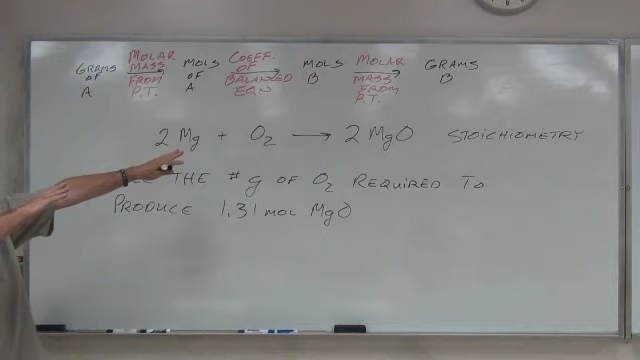 GRAMS OF A MOLAR MASS FROM P.T. MOLS OF A COEFF. OF BALANCED EQN MOLS B MOLAR MASS FROM P.T. GRAMS B
2 Mg + O2 → 2 MgO STOICHIOMETRY
THE # g OF O2 REQUIRED TO
PRODUCE 1.31 mol MgO